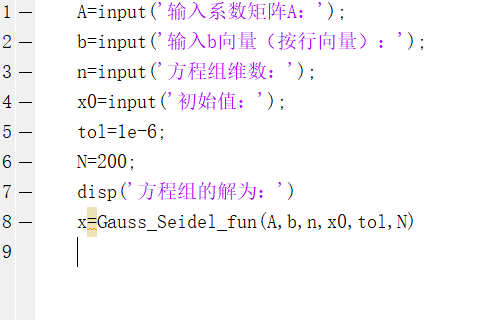 1 — A=input('输入系数矩阵A：');
2 — b=input('输入b向量（按行向量）：');
3 — n=input('方程组维数：');
4 — x0=input('初始值：');
5 — tol=1e-6;
6 — N=200;
7 — disp('方程组的解为：')
8 — x=Gauss_Seidel_fun(A,b,n,x0,tol,N)
9